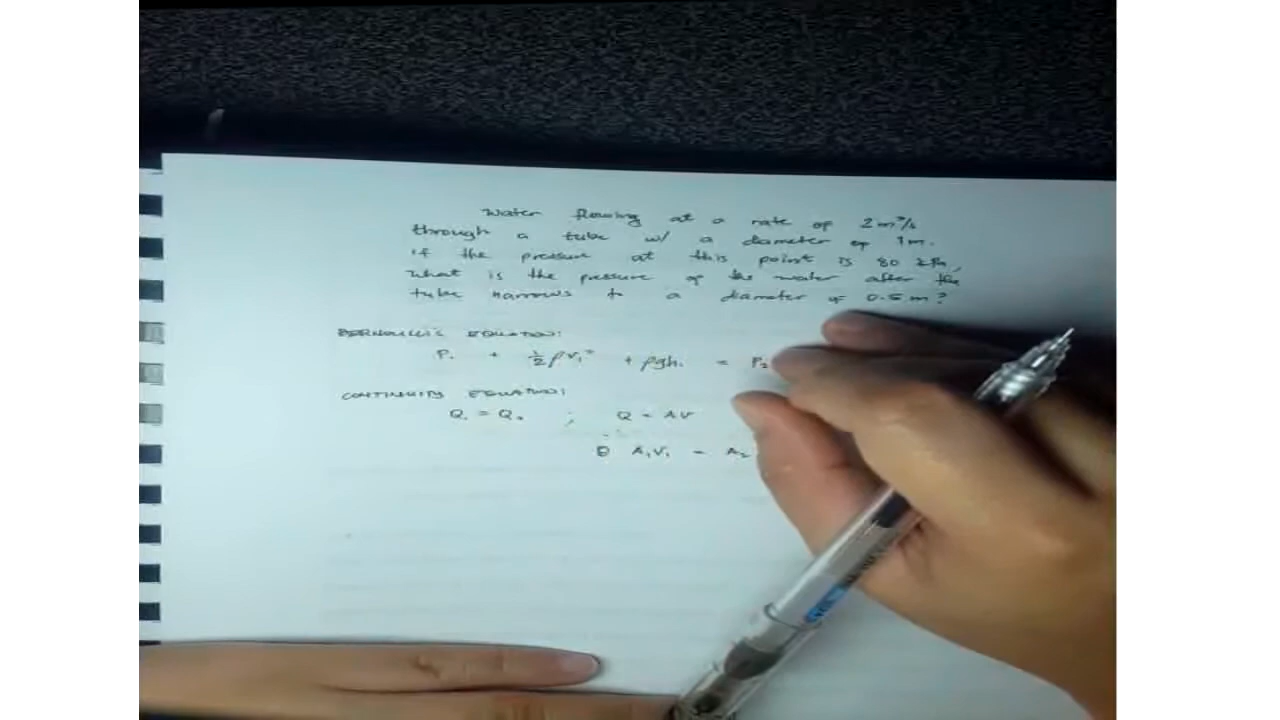 Water flowing at a rate of 2 m³/s
through a tube w/ a diameter of 1m.
If the pressure at this point is 80 kPa,
what is the pressure of the water after the
tube narrows to a diameter of 0.5 m?
BERNOULLI'S EQUATION:
P₁ + ½ρv₁² + ρgh₁ = P₂
CONTINUITY EQUATION:
Q₁ = Q₂ ; Q = AV
A₁V₁ = A₂